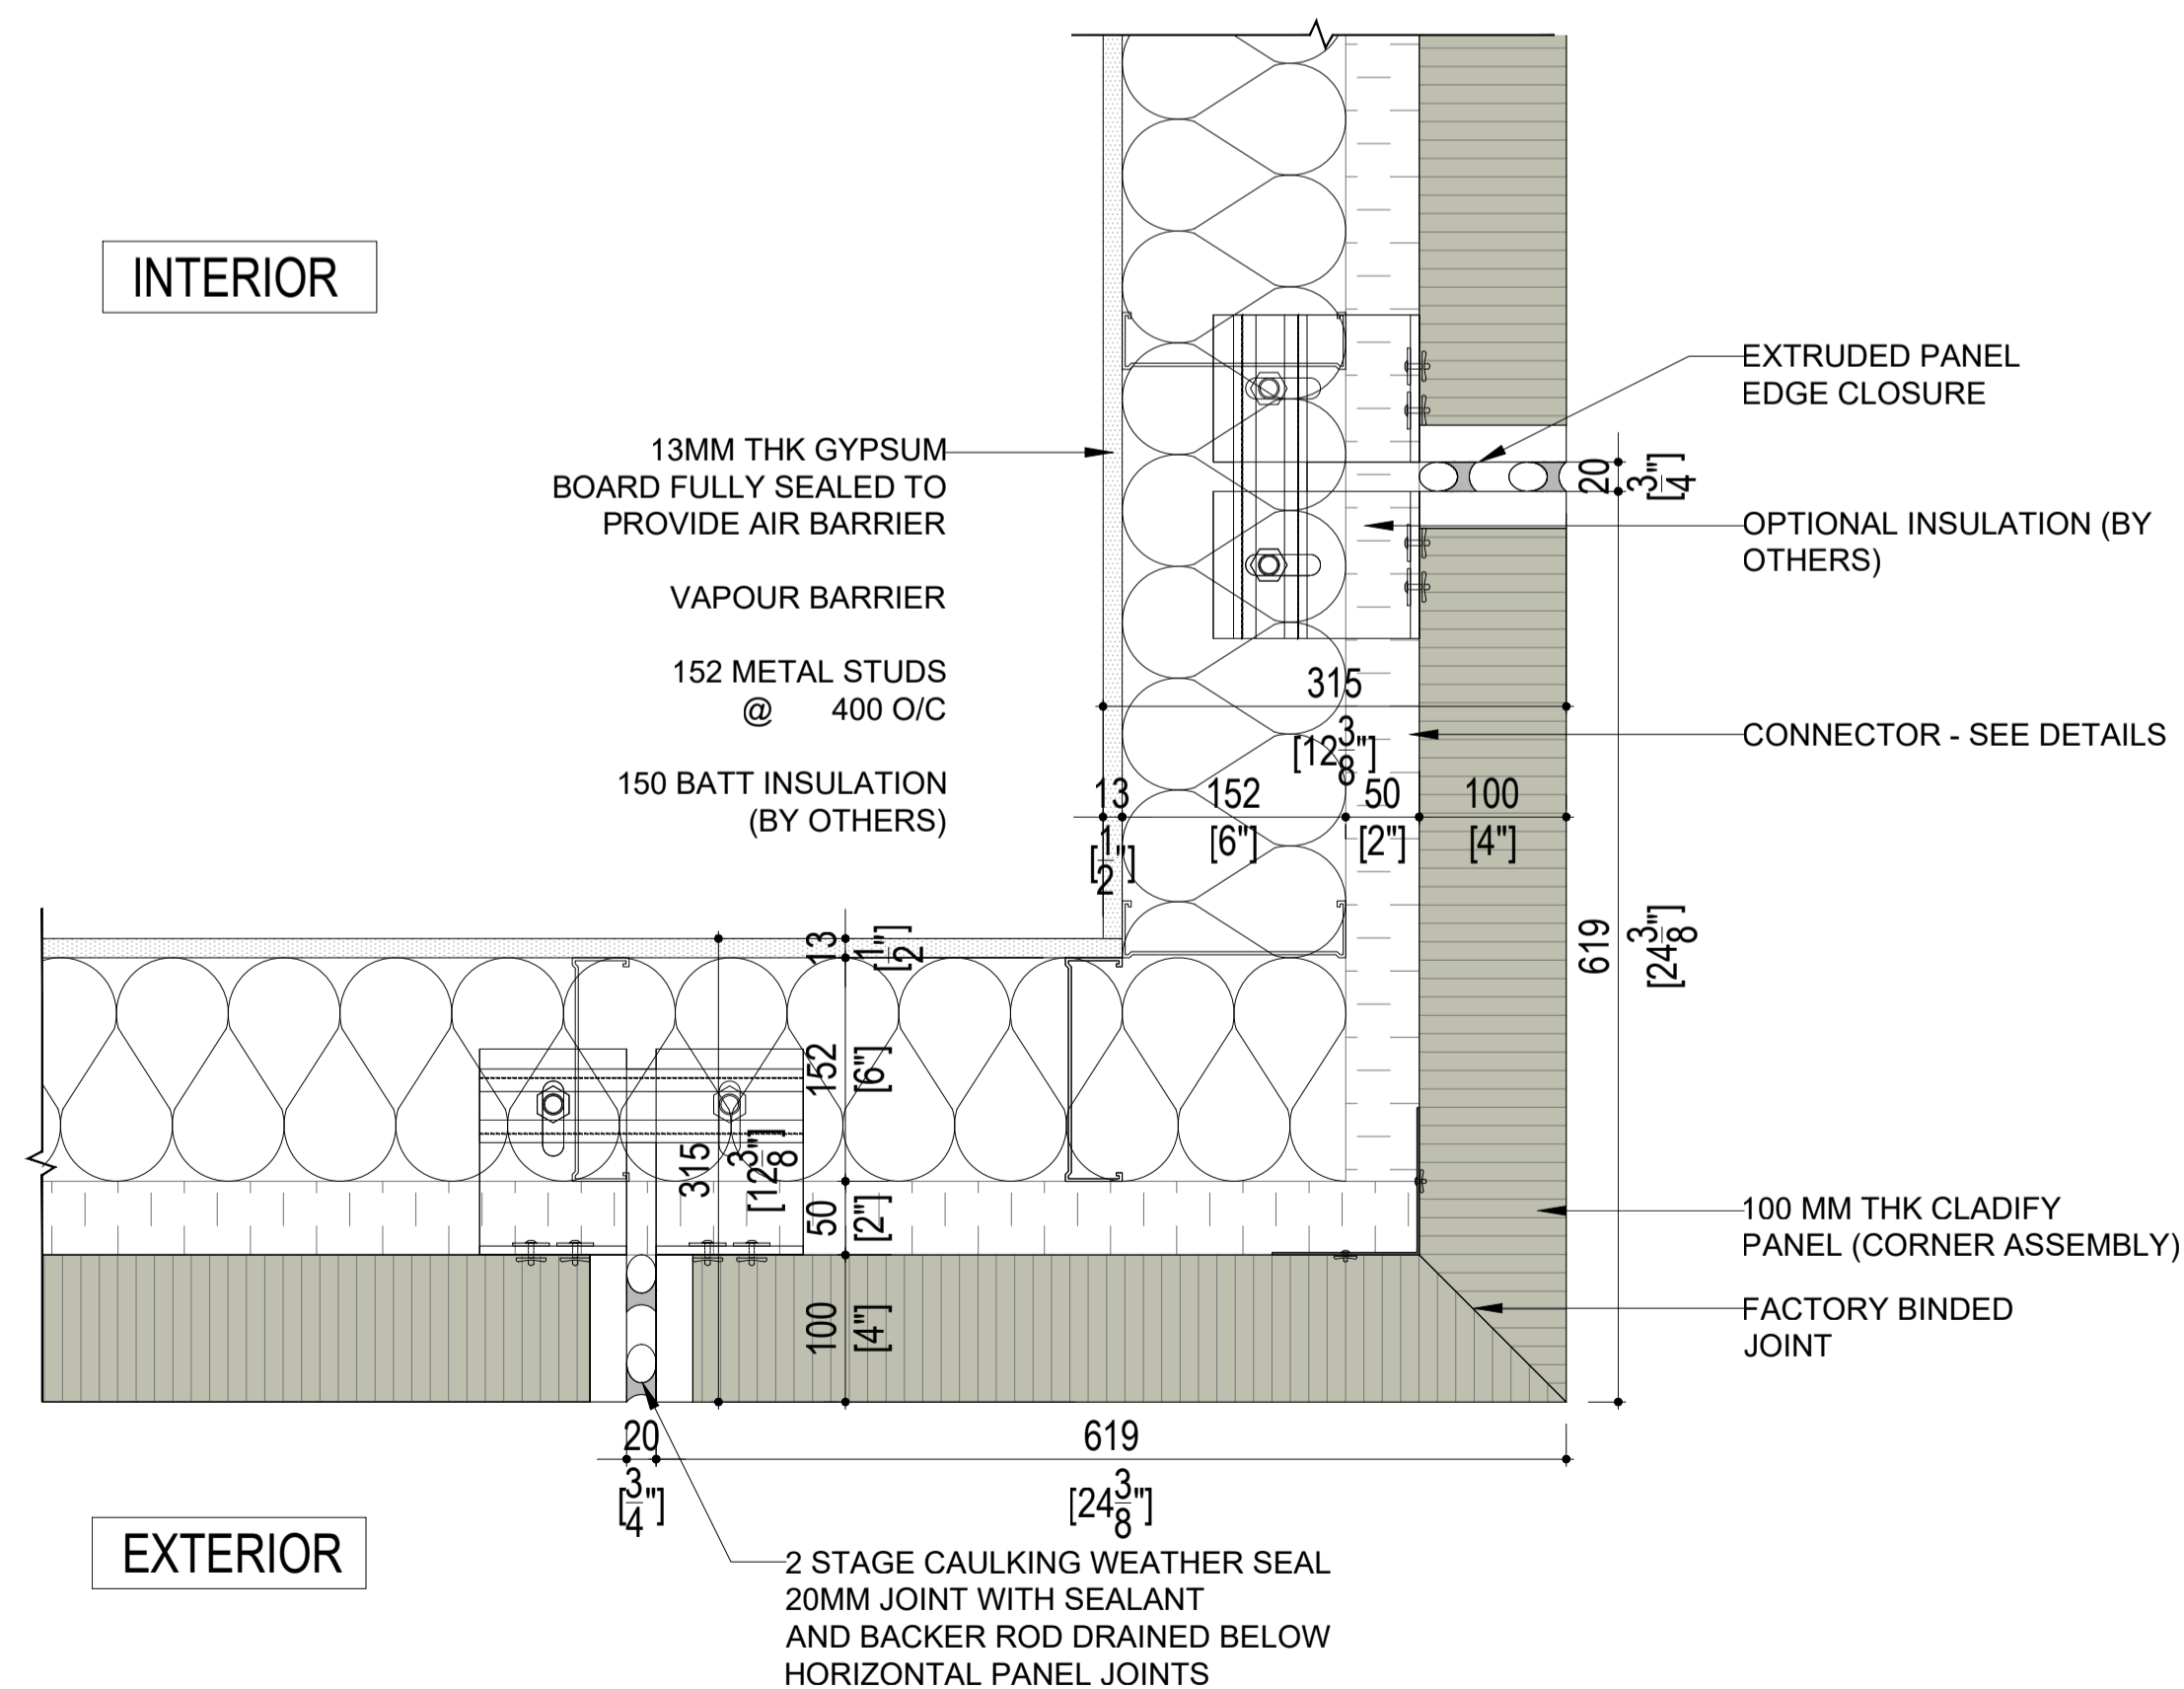 INTERIOR
13MM THK GYPSUM
BOARD FULLY SEALED TO
PROVIDE AIR BARRIER
VAPOUR BARRIER
152 METAL STUDS
@ 400 O/C
150 BATT INSULATION
(BY OTHERS)
EXTRUDED PANEL
EDGE CLOSURE
20
[3/4"]
OPTIONAL INSULATION (BY
OTHERS)
315
[12 3/8"]
CONNECTOR - SEE DETAILS
13 152 50 100
[1/2"] [6"] [2"] [4"]
619
[24 3/8"]
13
[1/2"]
152
[6"]
315
[12 3/8"]
50
[2"]
100
[4"]
100 MM THK CLADIFY
PANEL (CORNER ASSEMBLY)
FACTORY BINDED
JOINT
20 619
[3/4"] [24 3/8"]
EXTERIOR
2 STAGE CAULKING WEATHER SEAL
20MM JOINT WITH SEALANT
AND BACKER ROD DRAINED BELOW
HORIZONTAL PANEL JOINTS